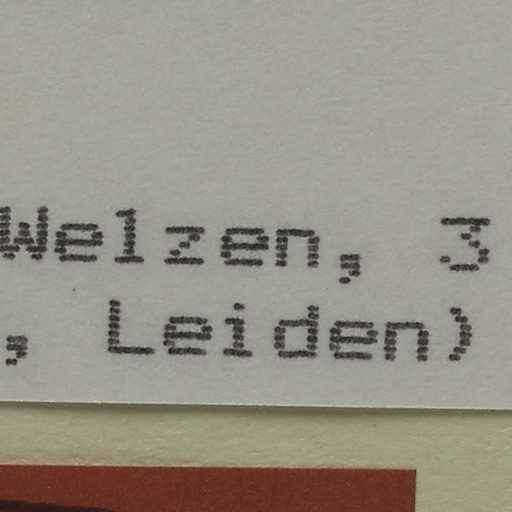 Welzen, 3
, Leiden)